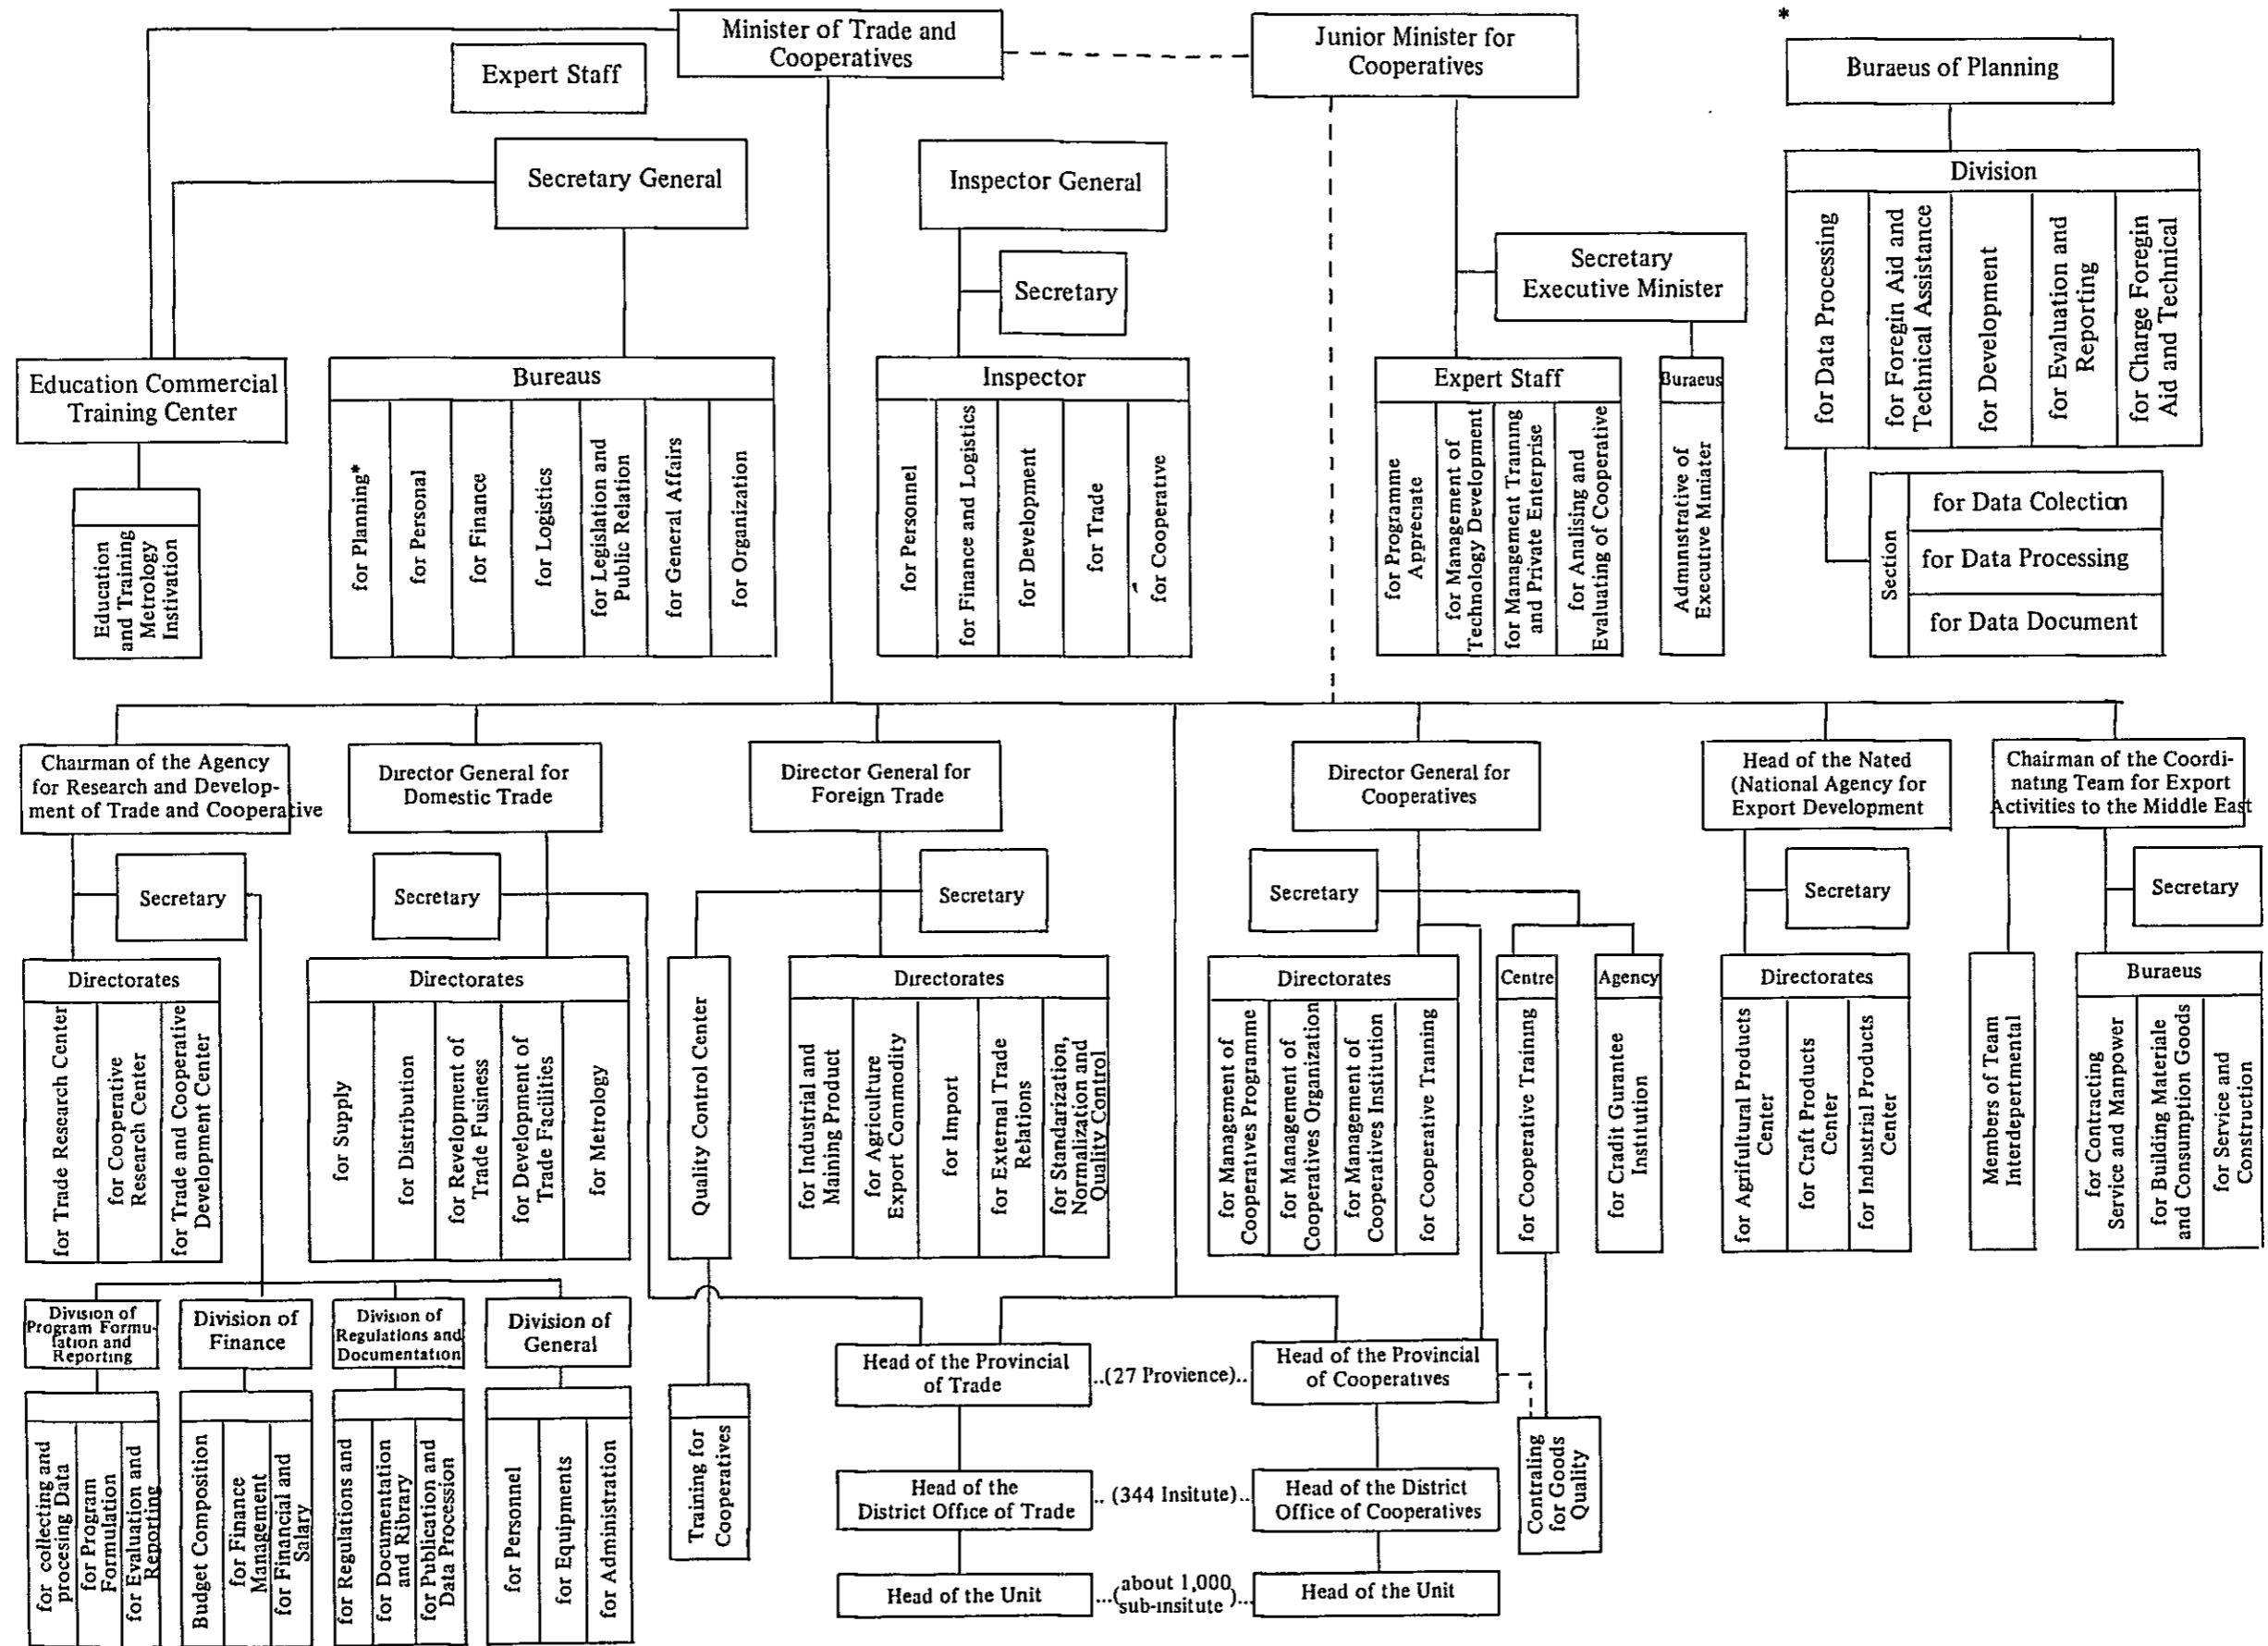 Minister of Trade and
Cooperatives
Junior Minister for
Cooperatives
*
Buraeus of Planning
Expert Staff
Secretary General
Inspector General
Secretary
Secretary
Executive Minister
Division
for Data Processing
for Foregin Aid and
Technical Assistance
for Development
for Evaluation and
Reporting
for Charge Foregin
Aid and Technical
Section
for Data Colection
for Data Processing
for Data Document
Education Commercial
Training Center
Education
and Training
Metrology
Instivation
Bureaus
for Planning*
for Personal
for Finance
for Logistics
for Legislation and
Public Relation
for General Affairs
for Organization
Inspector
for Personnel
for Finance and Logistics
for Development
for Trade
for Cooperative
Expert Staff
for Programme
Appreciate
for Management of
Technology Development
for Management Training
and Private Enterprise
for Analising and
Evaluating of Cooperative
Buraeus
Administrative of
Executive Miniater
Chairman of the Agency
for Research and Develop-
ment of Trade and Cooperative
Director General for
Domestic Trade
Director General for
Foreign Trade
Director General for
Cooperatives
Head of the Nated
(National Agency for
Export Development
Chairman of the Coordi-
nating Team for Export
Activities to the Middle East
Secretary
Secretary
Secretary
Secretary
Secretary
Secretary
Directorates
for Trade Research Center
for Cooperative
Research Center
for Trade and Cooperative
Development Center
Directorates
for Supply
for Distribution
for Revelopment of
Trade Fusiness
for Development of
Trade Facilities
for Metrology
Quality Control Center
Directorates
for Industrial and
Maining Product
for Agriculture
Export Commodity
for Import
for External Trade
Relations
for Standarization,
Normalization and
Quality Control
Directorates
for Management of
Cooperatives Programme
for Management of
Cooperatives Organization
for Management of
Cooperatives Institution
for Cooperative Training
Centre
for Cooperative Training
Agency
for Cradit Gurantee
Institution
Directorates
for Agrifultural Products
Center
for Craft Products
Center
for Industrial Products
Center
Members of Team
Interdepertmental
Buraeus
for Contracting
Service and Manpower
for Building Materiale
and Consumption Goods
for Service and
Construction
Division of
Program Formu-
lation and
Reporting
Division of
Finance
Division of
Regulations and
Documentation
Division of
General
for collecting and
procesing Data
for Program
Formulation
for Evaluation and
Reporting
Budget Composition
for Finance
Management
for Financial and
Salary
for Regulations and
for Documentation
and Ribrary
for Publication and
Data Procession
for Personnel
for Equipments
for Administration
Training for
Cooperatives
Head of the Provincial
of Trade
..(27 Provience)..
Head of the Provincial
of Cooperatives
Contraling
for Goods
Quality
Head of the
District Office of Trade
.. (344 Insitute)..
Head of the District
Office of Cooperatives
Head of the Unit
...(about 1,000
sub-insitute)...
Head of the Unit